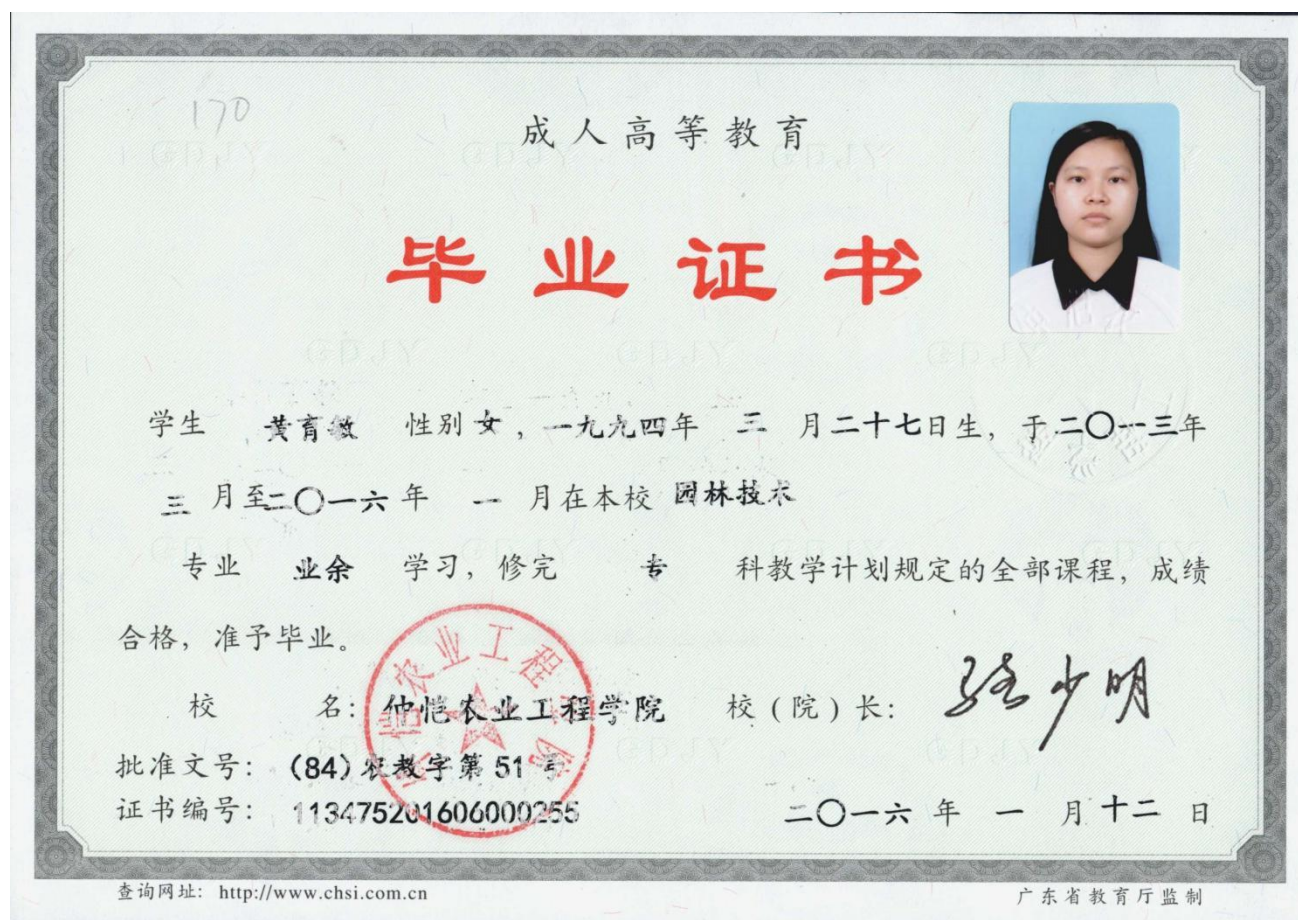 170
成人高等教育
毕业证书
学生 黄育敏 性别 女，一九九四年 三 月二十七日生，于二〇一三年
三 月至二〇一六 年 一 月在本校 园林技术
专业 业余 学习，修完 专 科教学计划规定的全部课程，成绩
合格，准予毕业。
校 名：仲恺农业工程学院 校（院）长：骆少明
批准文号：（84）农教字第 51 号
证书编号：113475201606000255
二〇一六 年 一 月 十二 日
查询网址：http://www.chsi.com.cn 广东省教育厅监制